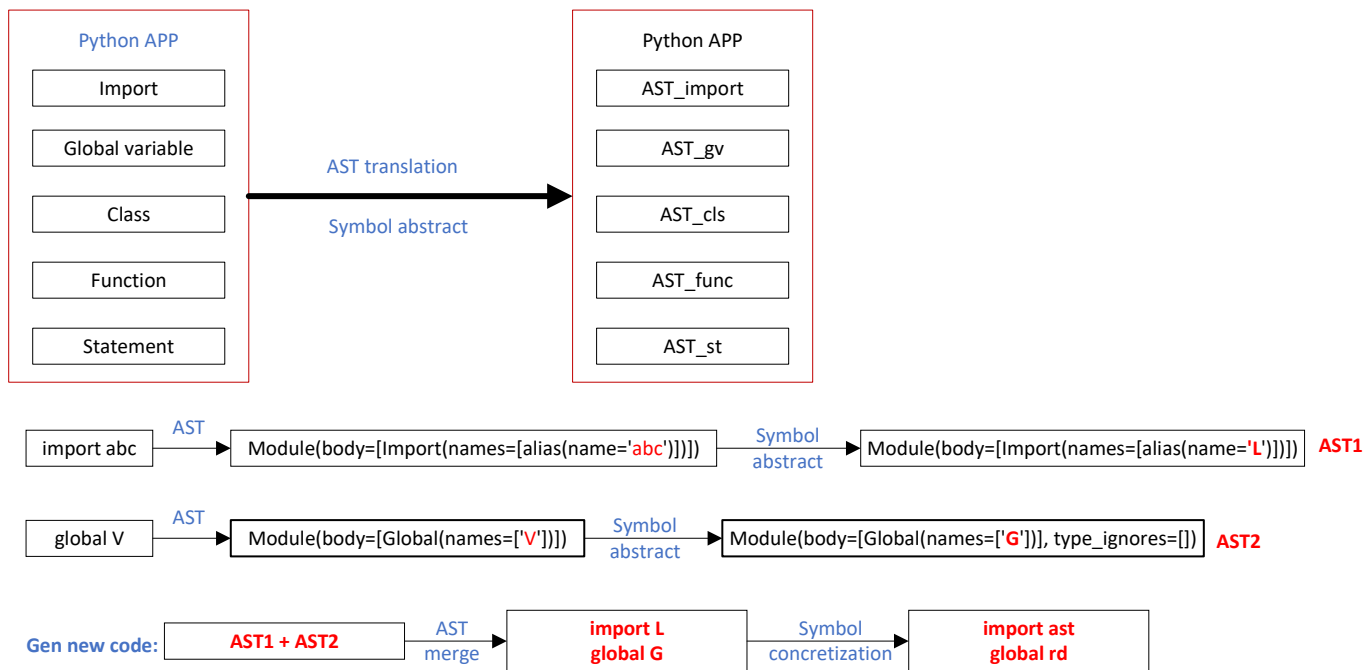 Python APP
Import
Global variable
Class
Function
Statement
AST translation
Symbol abstract
Python APP
AST_import
AST_gv
AST_cls
AST_func
AST_st
import abc
AST
Module(body=[Import(names=[alias(name='abc')])])
Symbol
abstract
Module(body=[Import(names=[alias(name='L')])])
AST1
global V
AST
Module(body=[Global(names=['V'])])
Symbol
abstract
Module(body=[Global(names=['G'])], type_ignores=[])
AST2
Gen new code:
AST1 + AST2
AST
merge
import L
global G
Symbol
concretization
import ast
global rd